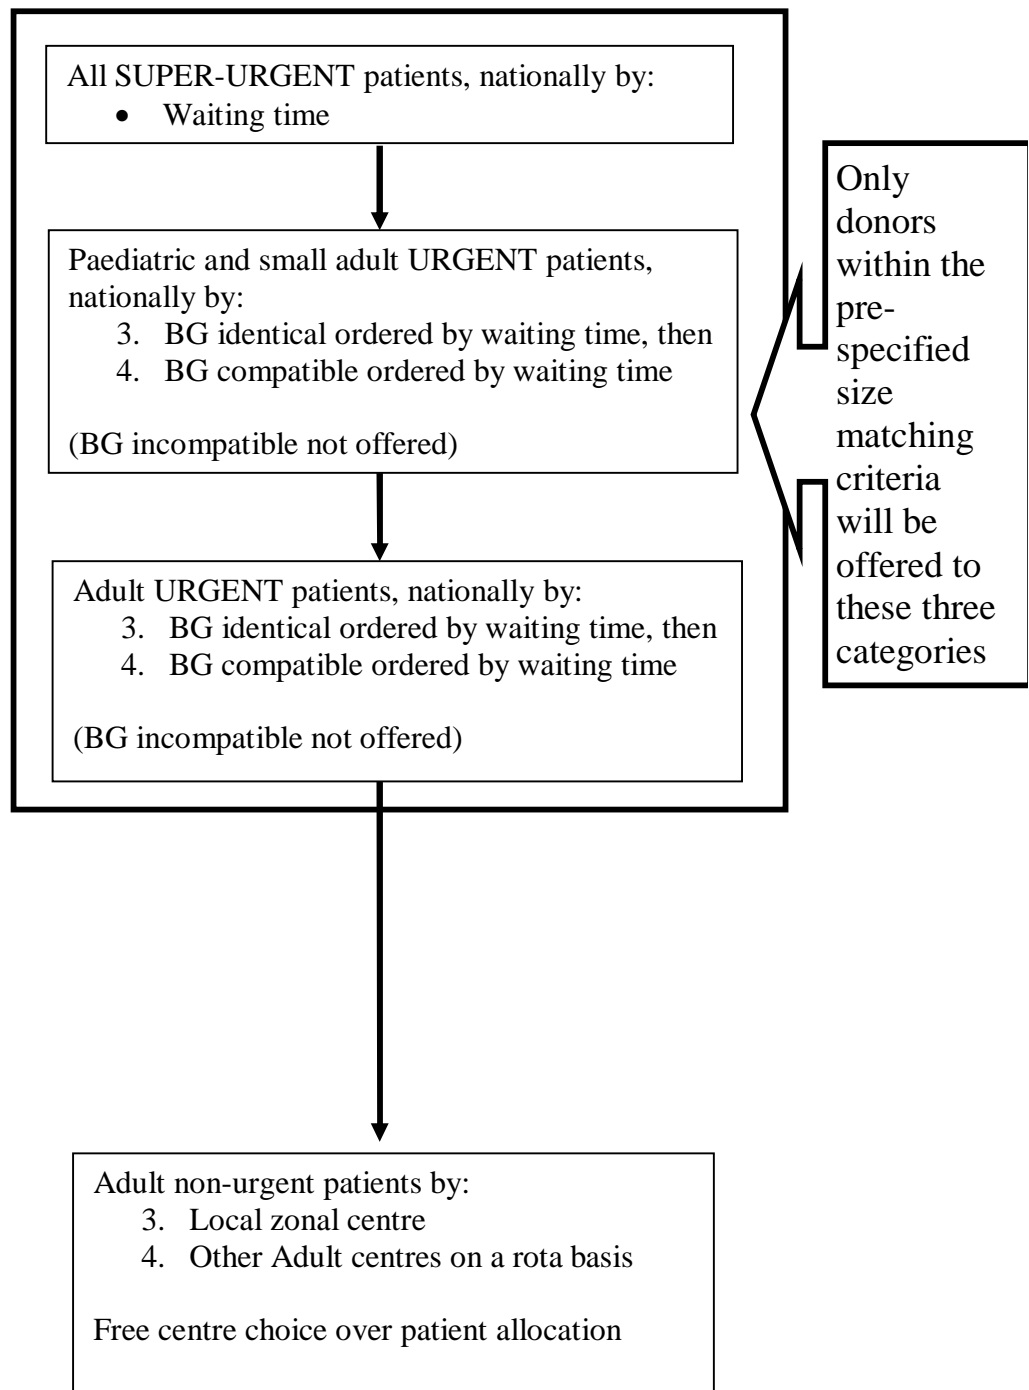 All SUPER-URGENT patients, nationally by:
• Waiting time
Paediatric and small adult URGENT patients,
nationally by:
3. BG identical ordered by waiting time, then
4. BG compatible ordered by waiting time
(BG incompatible not offered)
Adult URGENT patients, nationally by:
3. BG identical ordered by waiting time, then
4. BG compatible ordered by waiting time
(BG incompatible not offered)
Only
donors
within the
pre-
specified
size
matching
criteria
will be
offered to
these three
categories
Adult non-urgent patients by:
3. Local zonal centre
4. Other Adult centres on a rota basis
Free centre choice over patient allocation